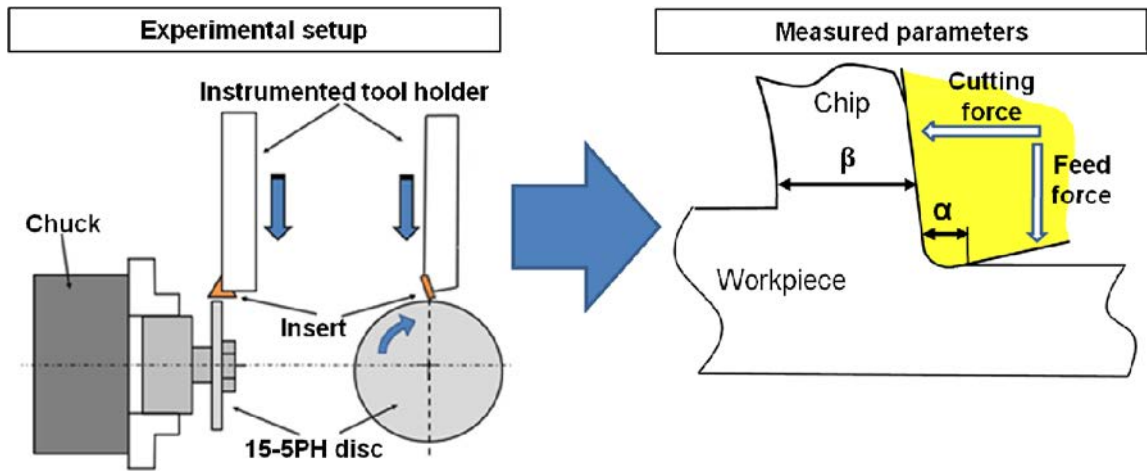 Experimental setup
Instrumented tool holder
Chuck
Insert
15-5PH disc
Measured parameters
Chip
Cutting
force
β
Feed
force
α
Workpiece